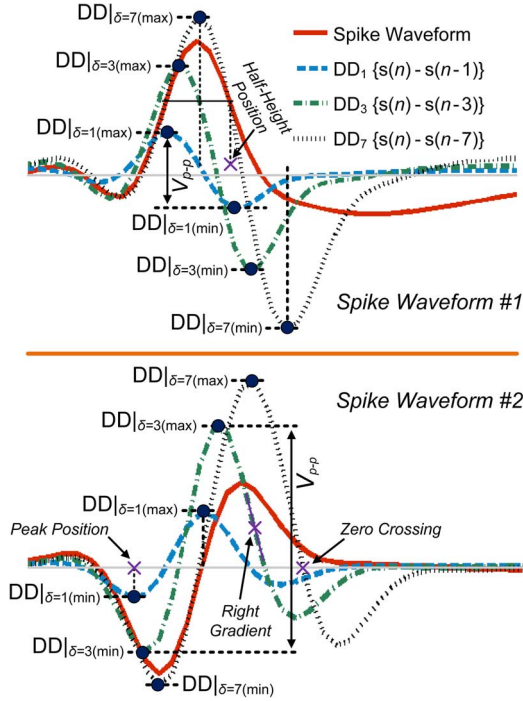 DD|δ=7(max)
Spike Waveform
DD₁ {s(n) - s(n-1)}
DD₃ {s(n) - s(n-3)}
DD₇ {s(n) - s(n-7)}
DD|δ=3(max)
Half-Height
Position
DD|δ=1(max)
Vp-p
DD|δ=1(min)
DD|δ=3(min)
DD|δ=7(min)
Spike Waveform #1
DD|δ=7(max)
Spike Waveform #2
DD|δ=3(max)
Vp-p
DD|δ=1(max)
Peak Position
Zero Crossing
DD|δ=1(min)
Right
Gradient
DD|δ=3(min)
DD|δ=7(min)